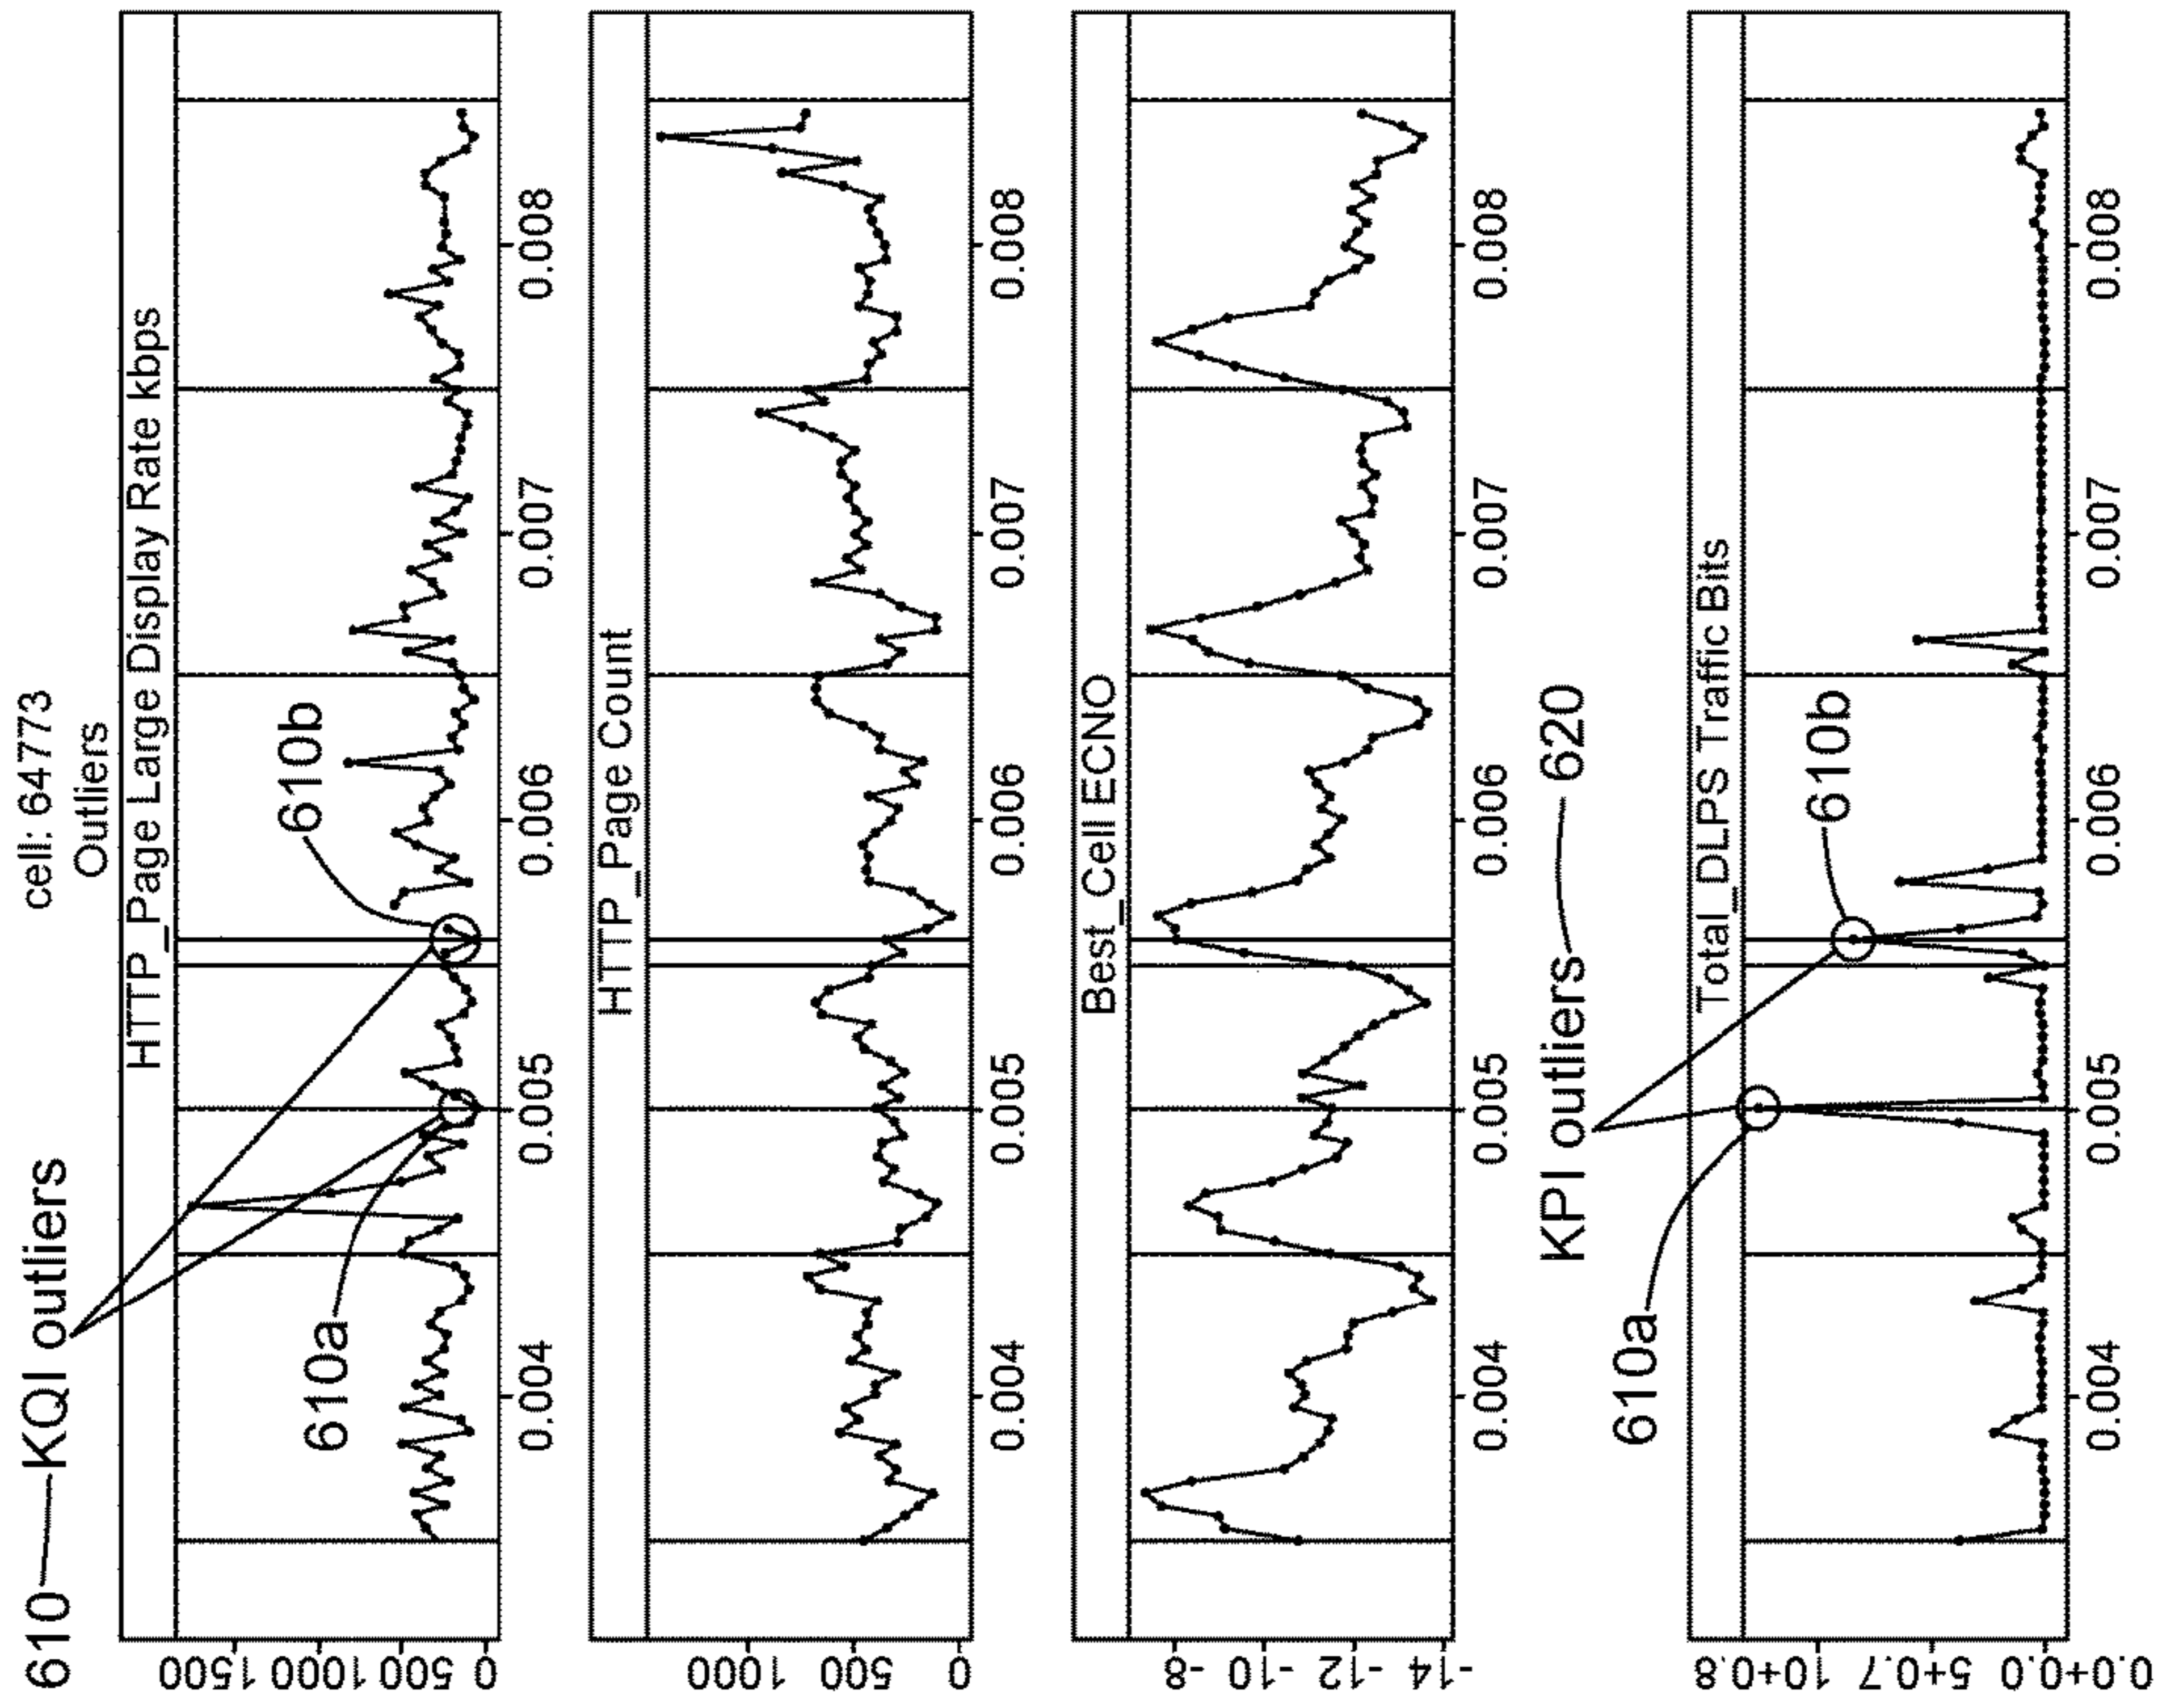 610 KQI outliers
cell: 64773
Outliers
HTTP_Page Large Display Rate kbps
1500
1000
500
0
610a
610b
0.004
0.005
0.006
0.007
0.008
HTTP_Page Count
1000
500
0
0.004
0.005
0.006
0.007
0.008
Best_Cell ECNO
-8
-10
-12
-14
0.004
0.005
0.006
0.007
0.008
KPI outliers 620
610a
610b
Total_DLPS Traffic Bits
1.0+0.8
5.0+0.7
0.0+0.0
0.004
0.005
0.006
0.007
0.008